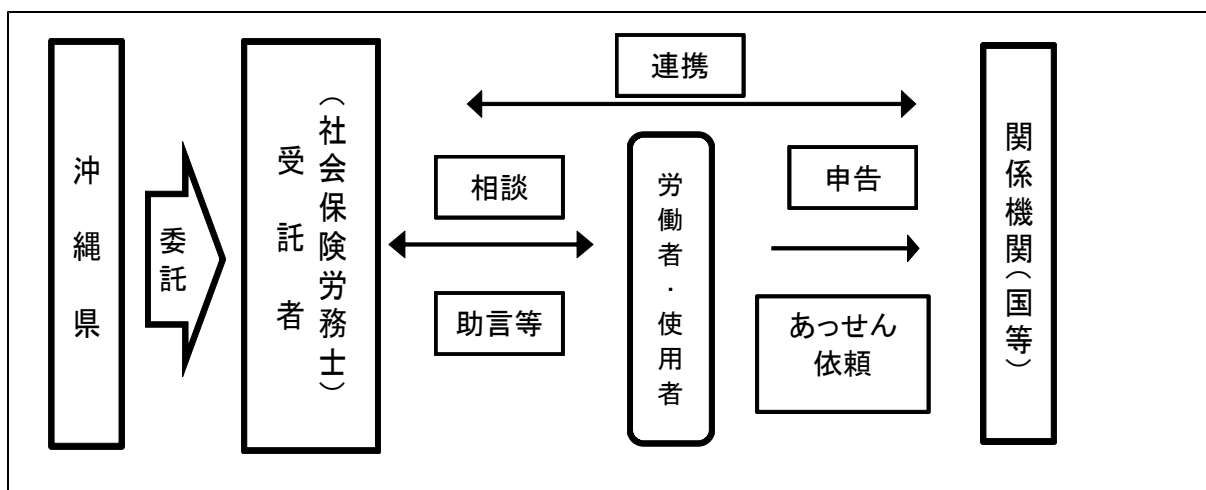 沖縄県
委託
受託者
（社会保険労務士）
連携
相談
助言等
労働者・使用者
申告
あっせん
依頼
関係機関（国等）